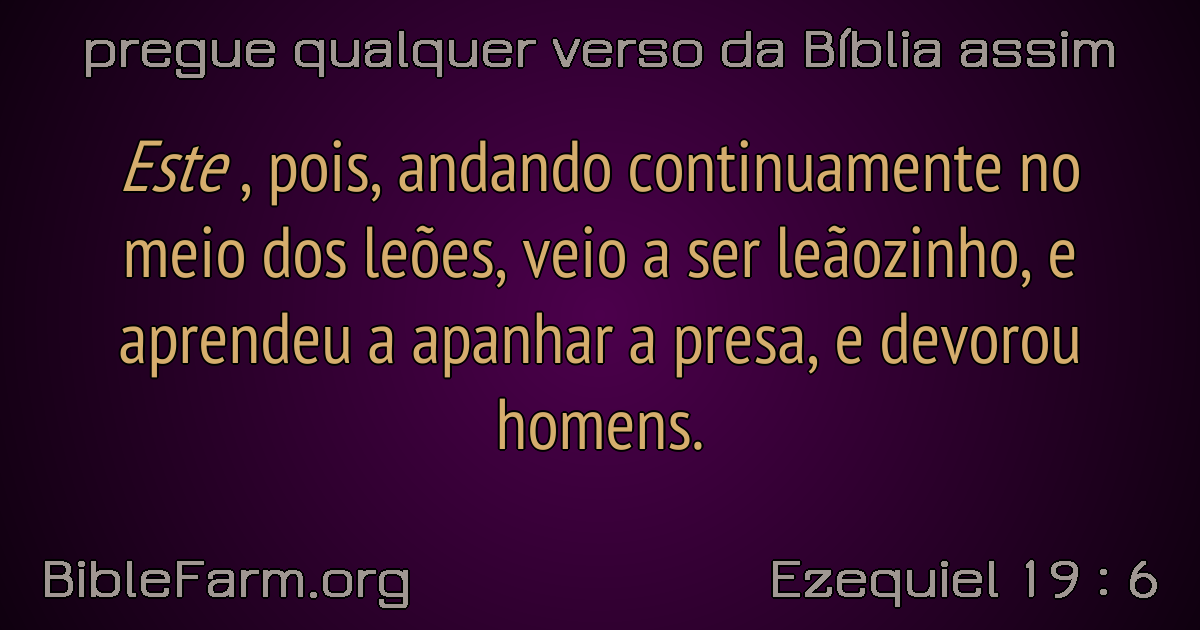 pregue qualquer verso da Bíblia assim
Este , pois, andando continuamente no
meio dos leões, veio a ser leãozinho, e
aprendeu a apanhar a presa, e devorou
homens.
BibleFarm.org
Ezequiel 19 : 6